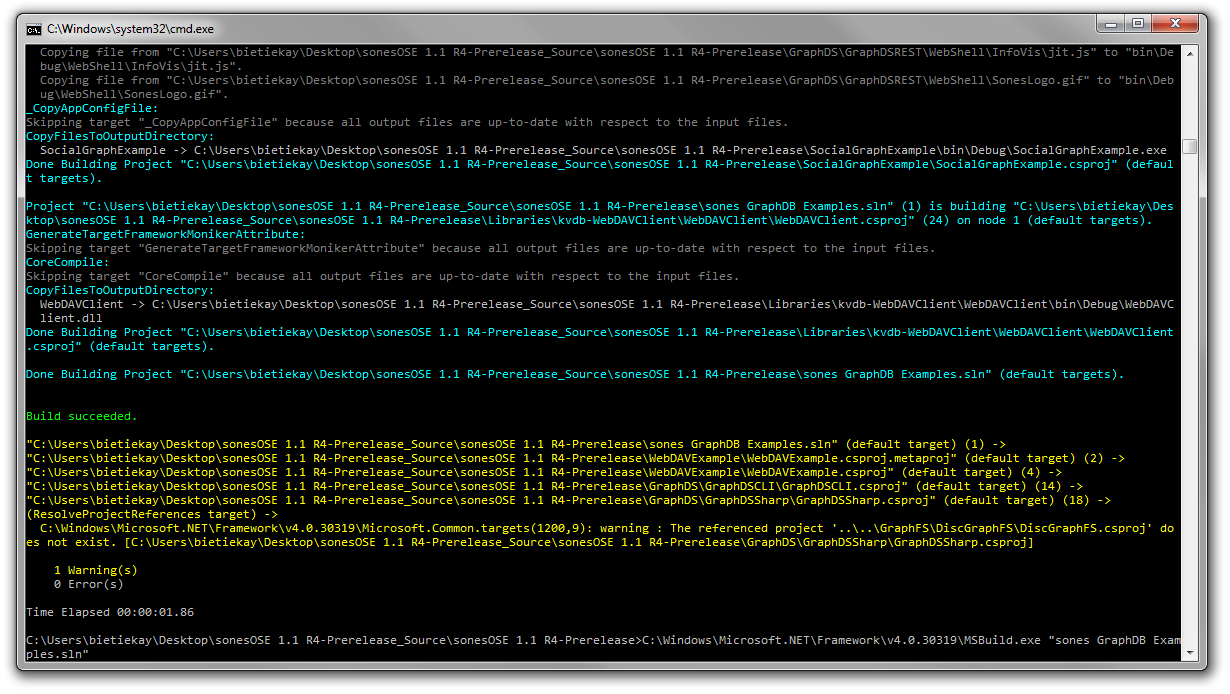 C:\Windows\system32\cmd.exe
Copying file from "C:\Users\bietiekay\Desktop\sonesOSE 1.1 R4-Prerelease_Source\sonesOSE 1.1 R4-Prerelease\GraphDS\GraphDSREST\WebShell\InfoVis\jit.js" to "bin\De
bug\WebShell\InfoVis\jit.js".
Copying file from "C:\Users\bietiekay\Desktop\sonesOSE 1.1 R4-Prerelease_Source\sonesOSE 1.1 R4-Prerelease\GraphDS\GraphDSREST\WebShell\SonesLogo.gif" to "bin\Deb
ug\WebShell\SonesLogo.gif".
_CopyAppConfigFile:
Skipping target "_CopyAppConfigFile" because all output files are up-to-date with respect to the input files.
CopyFilesToOutputDirectory:
SocialGraphExample -> C:\Users\bietiekay\Desktop\sonesOSE 1.1 R4-Prerelease_Source\sonesOSE 1.1 R4-Prerelease\SocialGraphExample\bin\Debug\SocialGraphExample.exe
Done Building Project "C:\Users\bietiekay\Desktop\sonesOSE 1.1 R4-Prerelease_Source\sonesOSE 1.1 R4-Prerelease\SocialGraphExample\SocialGraphExample.csproj" (defaul
t targets).
Project "C:\Users\bietiekay\Desktop\sonesOSE 1.1 R4-Prerelease_Source\sonesOSE 1.1 R4-Prerelease\sones GraphDB Examples.sln" (1) is building "C:\Users\bietiekay\Des
ktop\sonesOSE 1.1 R4-Prerelease_Source\sonesOSE 1.1 R4-Prerelease\Libraries\kvdb-WebDAVClient\WebDAVClient\WebDAVClient.csproj" (24) on node 1 (default targets).
GenerateTargetFrameworkMonikerAttribute:
Skipping target "GenerateTargetFrameworkMonikerAttribute" because all output files are up-to-date with respect to the input files.
CoreCompile:
Skipping target "CoreCompile" because all output files are up-to-date with respect to the input files.
CopyFilesToOutputDirectory:
WebDAVClient -> C:\Users\bietiekay\Desktop\sonesOSE 1.1 R4-Prerelease_Source\sonesOSE 1.1 R4-Prerelease\Libraries\kvdb-WebDAVClient\WebDAVClient\bin\Debug\WebDAVC
lient.dll
Done Building Project "C:\Users\bietiekay\Desktop\sonesOSE 1.1 R4-Prerelease_Source\sonesOSE 1.1 R4-Prerelease\Libraries\kvdb-WebDAVClient\WebDAVClient\WebDAVClient
.csproj" (default targets).
Done Building Project "C:\Users\bietiekay\Desktop\sonesOSE 1.1 R4-Prerelease_Source\sonesOSE 1.1 R4-Prerelease\sones GraphDB Examples.sln" (default targets).
Build succeeded.
"C:\Users\bietiekay\Desktop\sonesOSE 1.1 R4-Prerelease_Source\sonesOSE 1.1 R4-Prerelease\sones GraphDB Examples.sln" (default target) (1) ->
"C:\Users\bietiekay\Desktop\sonesOSE 1.1 R4-Prerelease_Source\sonesOSE 1.1 R4-Prerelease\WebDAVExample\WebDAVExample.csproj.metaproj" (default target) (2) ->
"C:\Users\bietiekay\Desktop\sonesOSE 1.1 R4-Prerelease_Source\sonesOSE 1.1 R4-Prerelease\WebDAVExample\WebDAVExample.csproj" (default target) (4) ->
"C:\Users\bietiekay\Desktop\sonesOSE 1.1 R4-Prerelease_Source\sonesOSE 1.1 R4-Prerelease\GraphDS\GraphDSCLI\GraphDSCLI.csproj" (default target) (14) ->
"C:\Users\bietiekay\Desktop\sonesOSE 1.1 R4-Prerelease_Source\sonesOSE 1.1 R4-Prerelease\GraphDS\GraphDSSharp\GraphDSSharp.csproj" (default target) (18) ->
(ResolveProjectReferences target) ->
C:\Windows\Microsoft.NET\Framework\v4.0.30319\Microsoft.Common.targets(1200,9): warning : The referenced project '..\..\GraphFS\DiscGraphFS\DiscGraphFS.csproj' do
es not exist. [C:\Users\bietiekay\Desktop\sonesOSE 1.1 R4-Prerelease_Source\sonesOSE 1.1 R4-Prerelease\GraphDS\GraphDSSharp\GraphDSSharp.csproj]
1 Warning(s)
0 Error(s)
Time Elapsed 00:00:01.86
C:\Users\bietiekay\Desktop\sonesOSE 1.1 R4-Prerelease_Source\sonesOSE 1.1 R4-Prerelease>C:\Windows\Microsoft.NET\Framework\v4.0.30319\MSBuild.exe "sones GraphDB Exam
ples.sln"